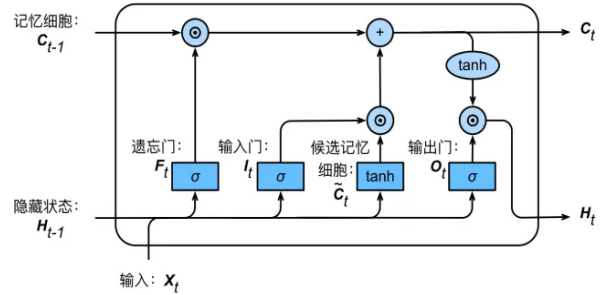 记忆细胞：
C_{t-1}
C_t
+
tanh
遗忘门：
F_t
σ
输入门：
I_t
σ
候选记忆
细胞：
C̃_t
tanh
输出门：
O_t
σ
隐藏状态：
H_{t-1}
H_t
输入：X_t